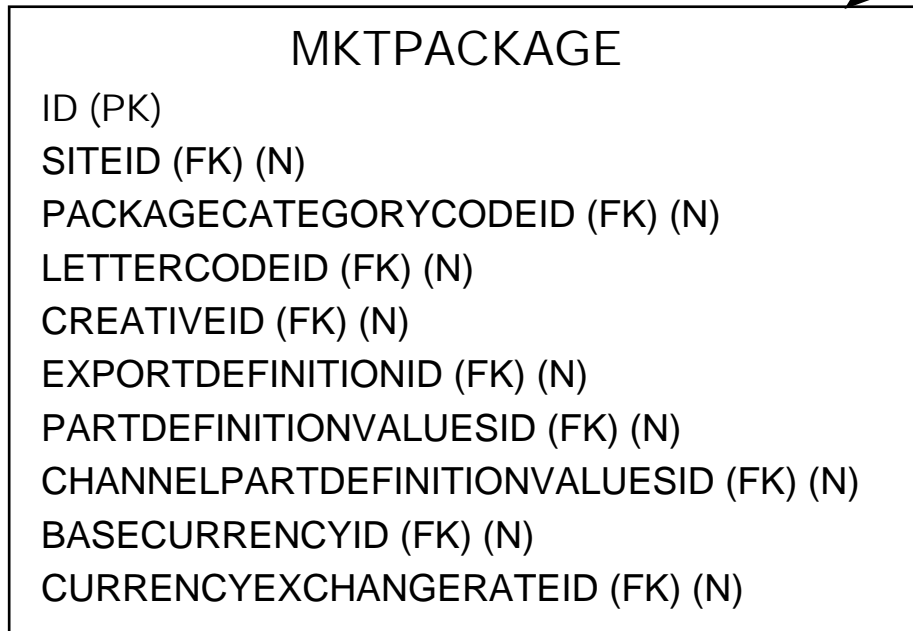 MKTPACKAGE
ID (PK)
SITEID (FK) (N)
PACKAGECATEGORYCODEID (FK) (N)
LETTERCODEID (FK) (N)
CREATIVEID (FK) (N)
EXPORTDEFINITIONID (FK) (N)
PARTDEFINITIONVALUESID (FK) (N)
CHANNELPARTDEFINITIONVALUESID (FK) (N)
BASECURRENCYID (FK) (N)
CURRENCYEXCHANGERATEID (FK) (N)